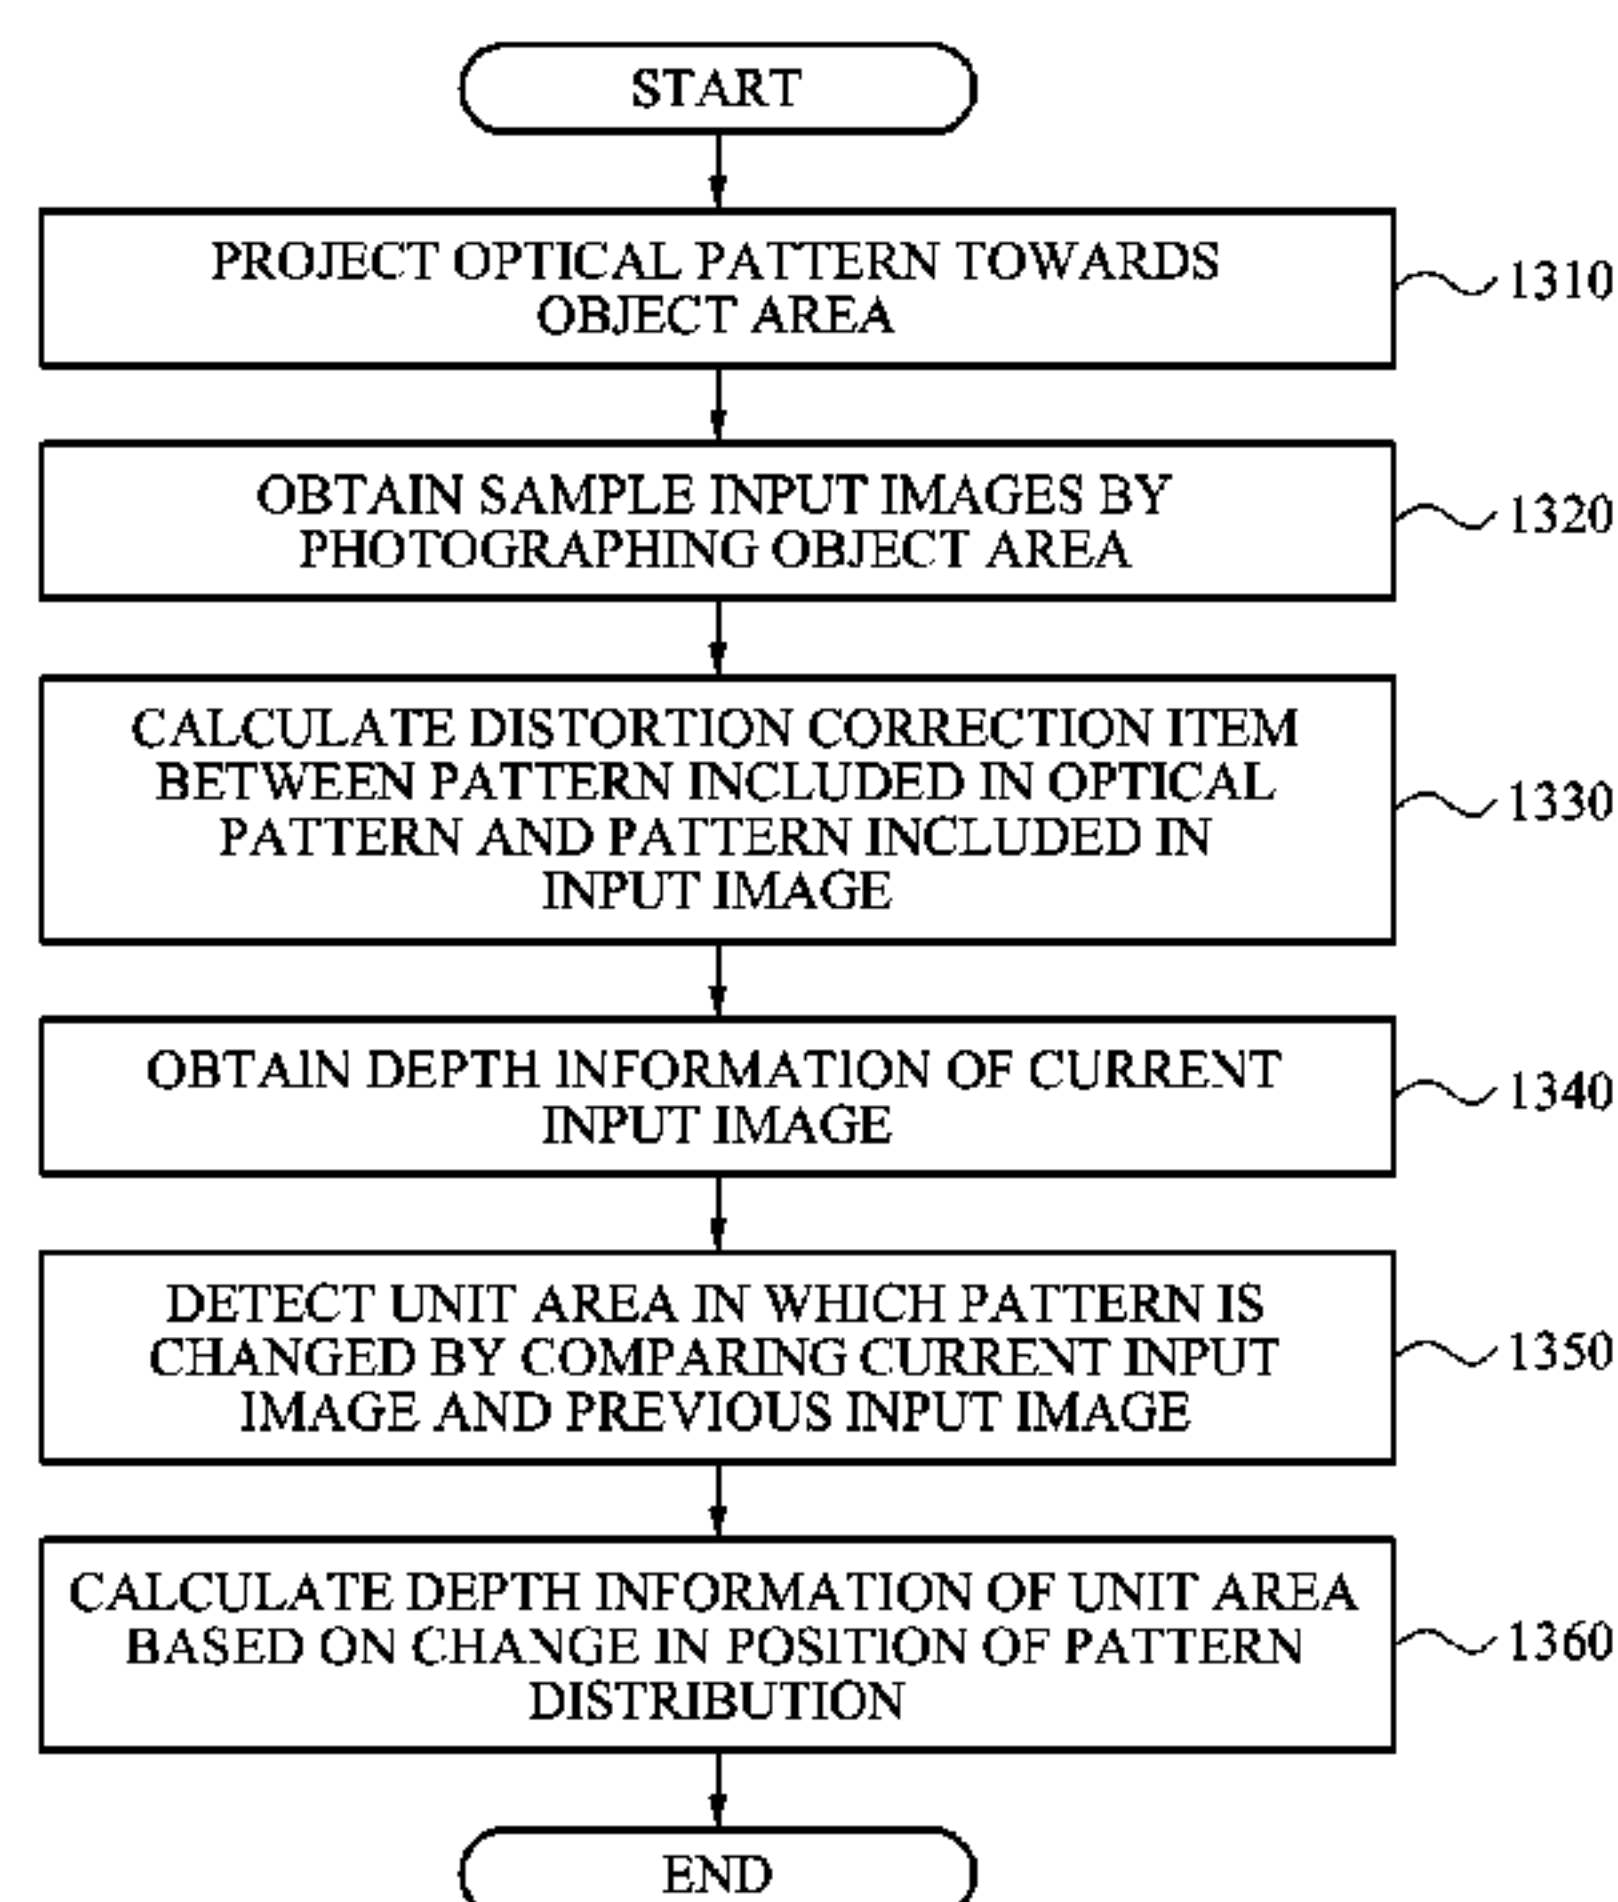 START
PROJECT OPTICAL PATTERN TOWARDS
OBJECT AREA
1310
OBTAIN SAMPLE INPUT IMAGES BY
PHOTOGRAPHING OBJECT AREA
1320
CALCULATE DISTORTION CORRECTION ITEM
BETWEEN PATTERN INCLUDED IN OPTICAL
PATTERN AND PATTERN INCLUDED IN
INPUT IMAGE
1330
OBTAIN DEPTH INFORMATION OF CURRENT
INPUT IMAGE
1340
DETECT UNIT AREA IN WHICH PATTERN IS
CHANGED BY COMPARING CURRENT INPUT
IMAGE AND PREVIOUS INPUT IMAGE
1350
CALCULATE DEPTH INFORMATION OF UNIT AREA
BASED ON CHANGE IN POSITION OF PATTERN
DISTRIBUTION
1360
END